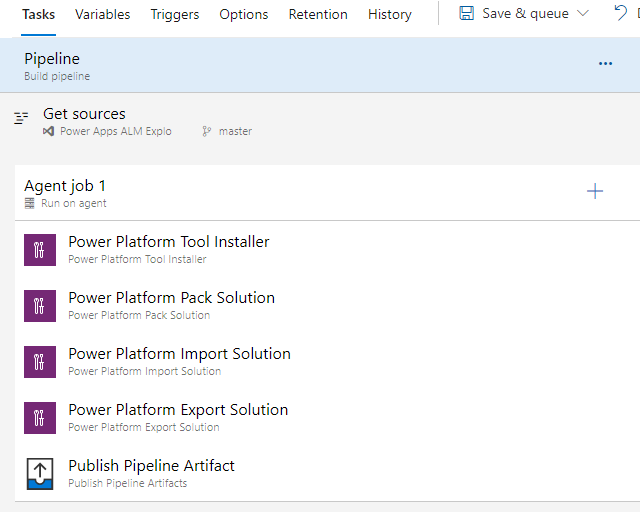 Tasks Variables Triggers Options Retention History Save & queue
Pipeline
Build pipeline
Get sources
Power Apps ALM Explo master
Agent job 1
Run on agent
Power Platform Tool Installer
Power Platform Tool Installer
Power Platform Pack Solution
Power Platform Pack Solution
Power Platform Import Solution
Power Platform Import Solution
Power Platform Export Solution
Power Platform Export Solution
Publish Pipeline Artifact
Publish Pipeline Artifacts